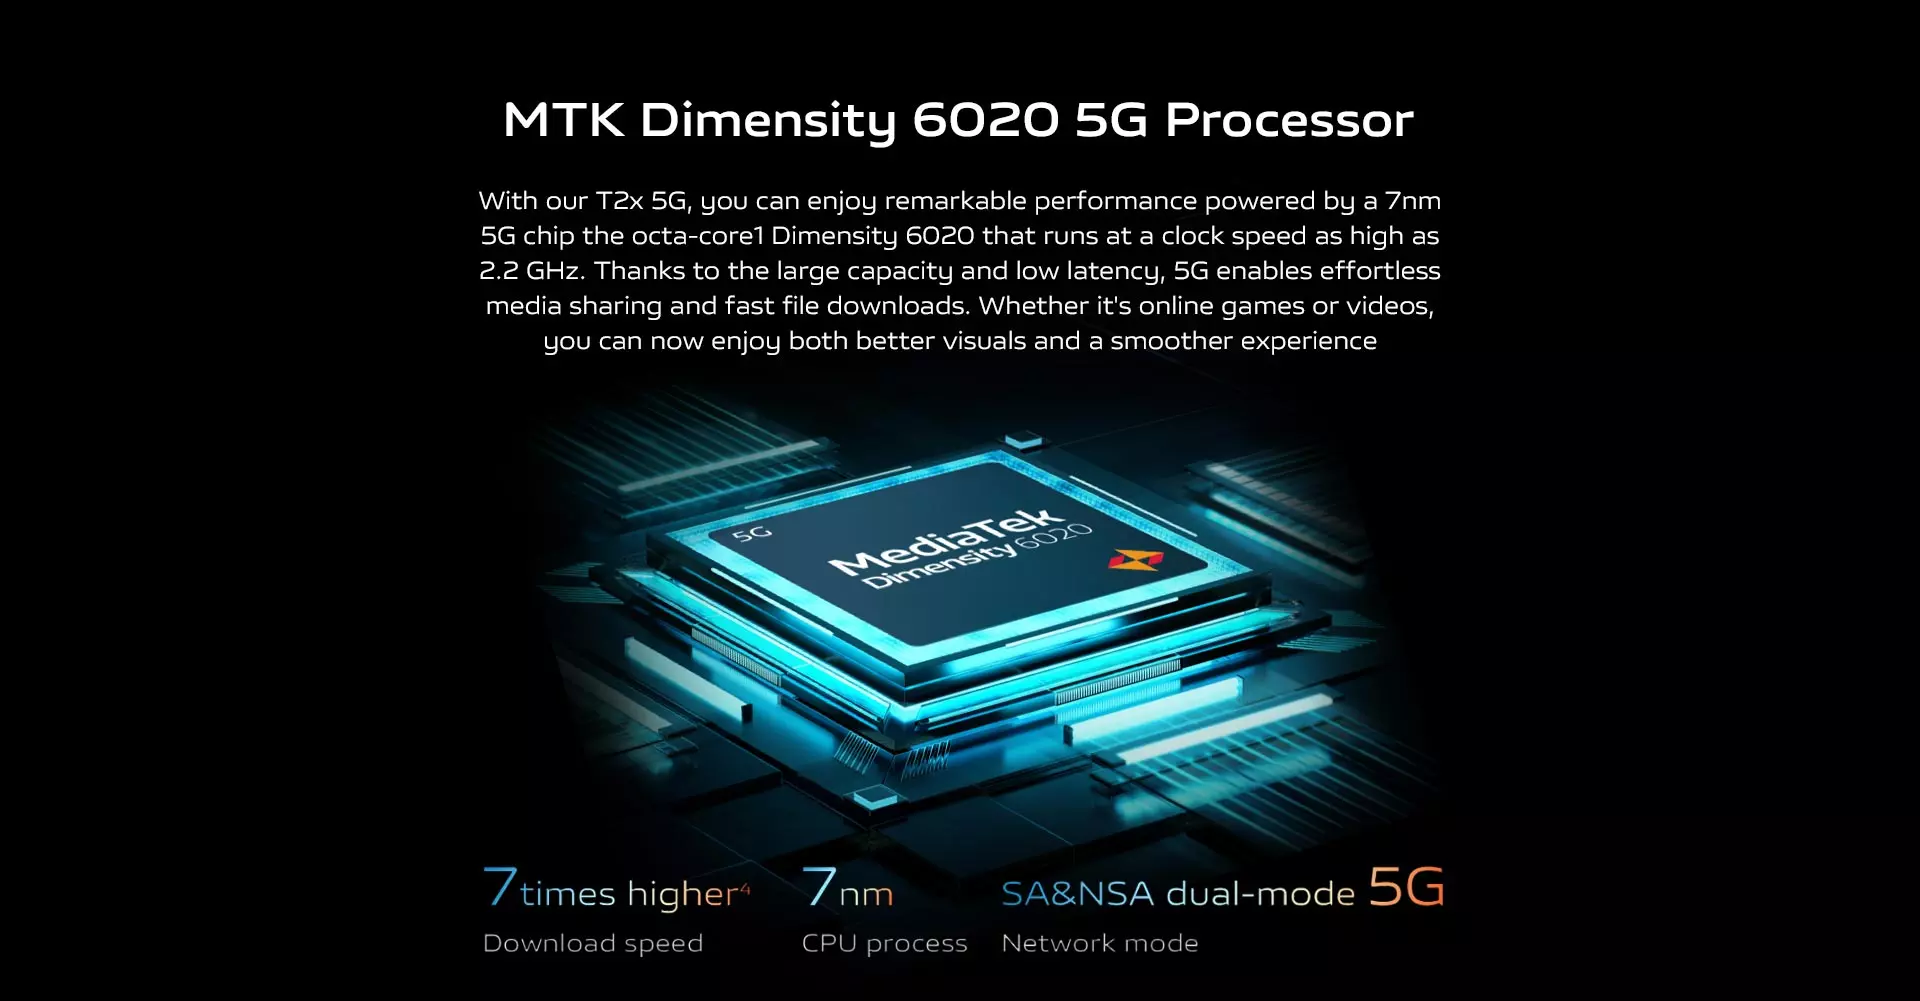 MTK Dimensity 6020 5G Processor
With our T2x 5G, you can enjoy remarkable performance powered by a 7nm
5G chip the octa-core1 Dimensity 6020 that runs at a clock speed as high as
2.2 GHz. Thanks to the large capacity and low latency, 5G enables effortless
media sharing and fast file downloads. Whether it's online games or videos,
you can now enjoy both better visuals and a smoother experience
5G
MediaTek
Dimensity 6020
7 times higher⁴
Download speed
7nm
CPU process
SA&NSA dual-mode 5G
Network mode